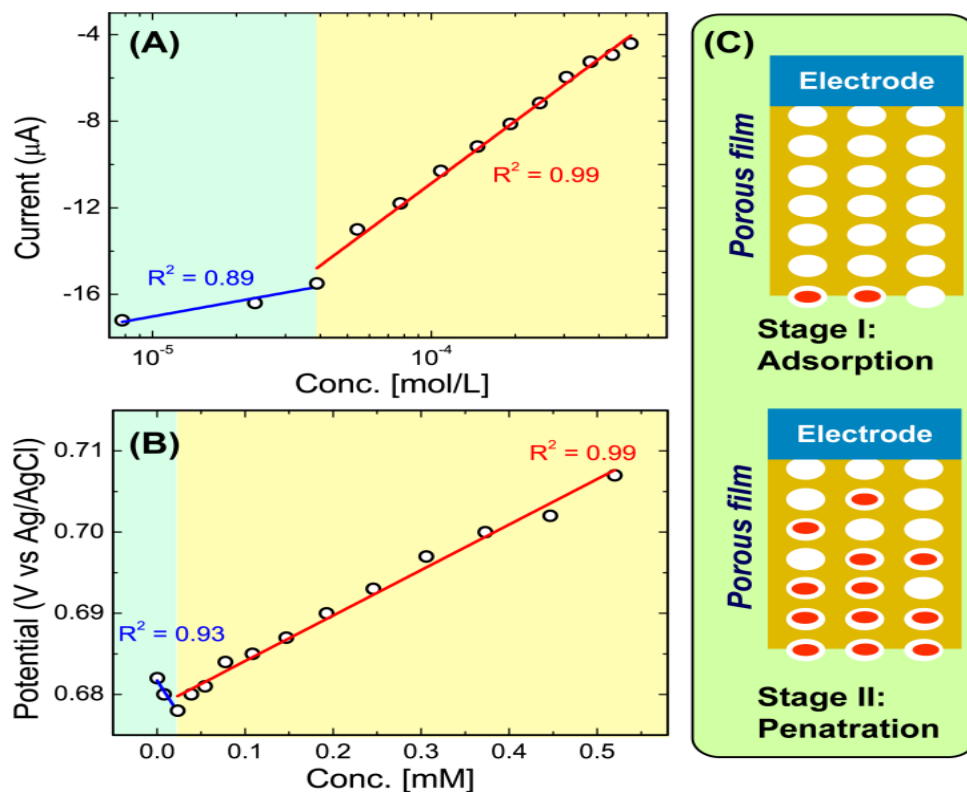 (A)
Current (μA)
-4
-8
-12
-16
R² = 0.89
R² = 0.99
10⁻⁵
10⁻⁴
Conc. [mol/L]
(B)
Potential (V vs Ag/AgCl)
0.71
0.70
0.69
0.68
R² = 0.93
R² = 0.99
0.0
0.1
0.2
0.3
0.4
0.5
Conc. [mM]
(C)
Electrode
Porous film
Stage I:
Adsorption
Electrode
Porous film
Stage II:
Penatration